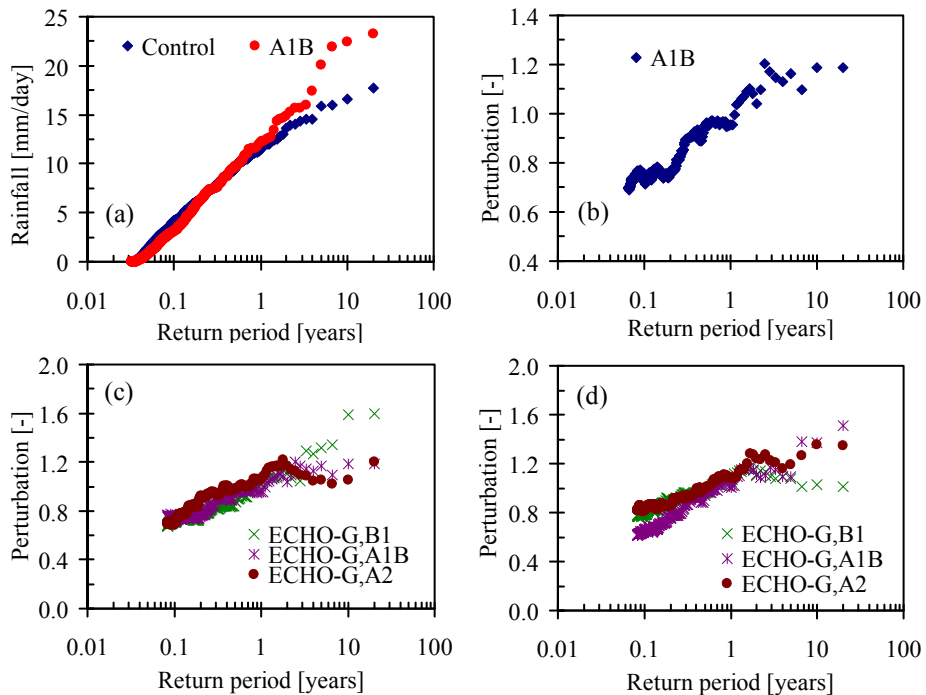 (a)
Rainfall [mm/day]
25
20
15
10
5
0
Control
A1B
0.01 0.1 1 10 100
Return period [years]
(b)
Perturbation [-]
1.4
1.2
1.0
0.8
0.6
0.4
A1B
0.01 0.1 1 10 100
Return period [years]
(c)
Perturbation [-]
2.0
1.6
1.2
0.8
0.4
0.0
ECHO-G,B1
ECHO-G,A1B
ECHO-G,A2
0.01 0.1 1 10 100
Return period [years]
(d)
Perturbation [-]
2.0
1.6
1.2
0.8
0.4
0.0
ECHO-G,B1
ECHO-G,A1B
ECHO-G,A2
0.01 0.1 1 10 100
Return period [years]